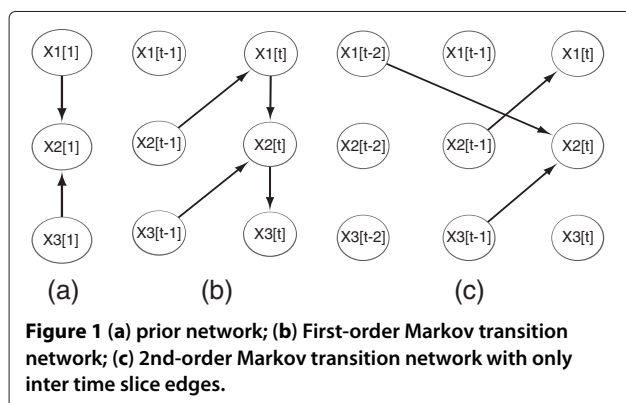 X1[1] X1[t-1] X1[t] X1[t-2] X1[t-1] X1[t]
X2[1] X2[t-1] X2[t] X2[t-2] X2[t-1] X2[t]
X3[1] X3[t-1] X3[t] X3[t-2] X3[t-1] X3[t]
(a) (b) (c)
Figure 1 (a) prior network; (b) First-order Markov transition
network; (c) 2nd-order Markov transition network with only
inter time slice edges.